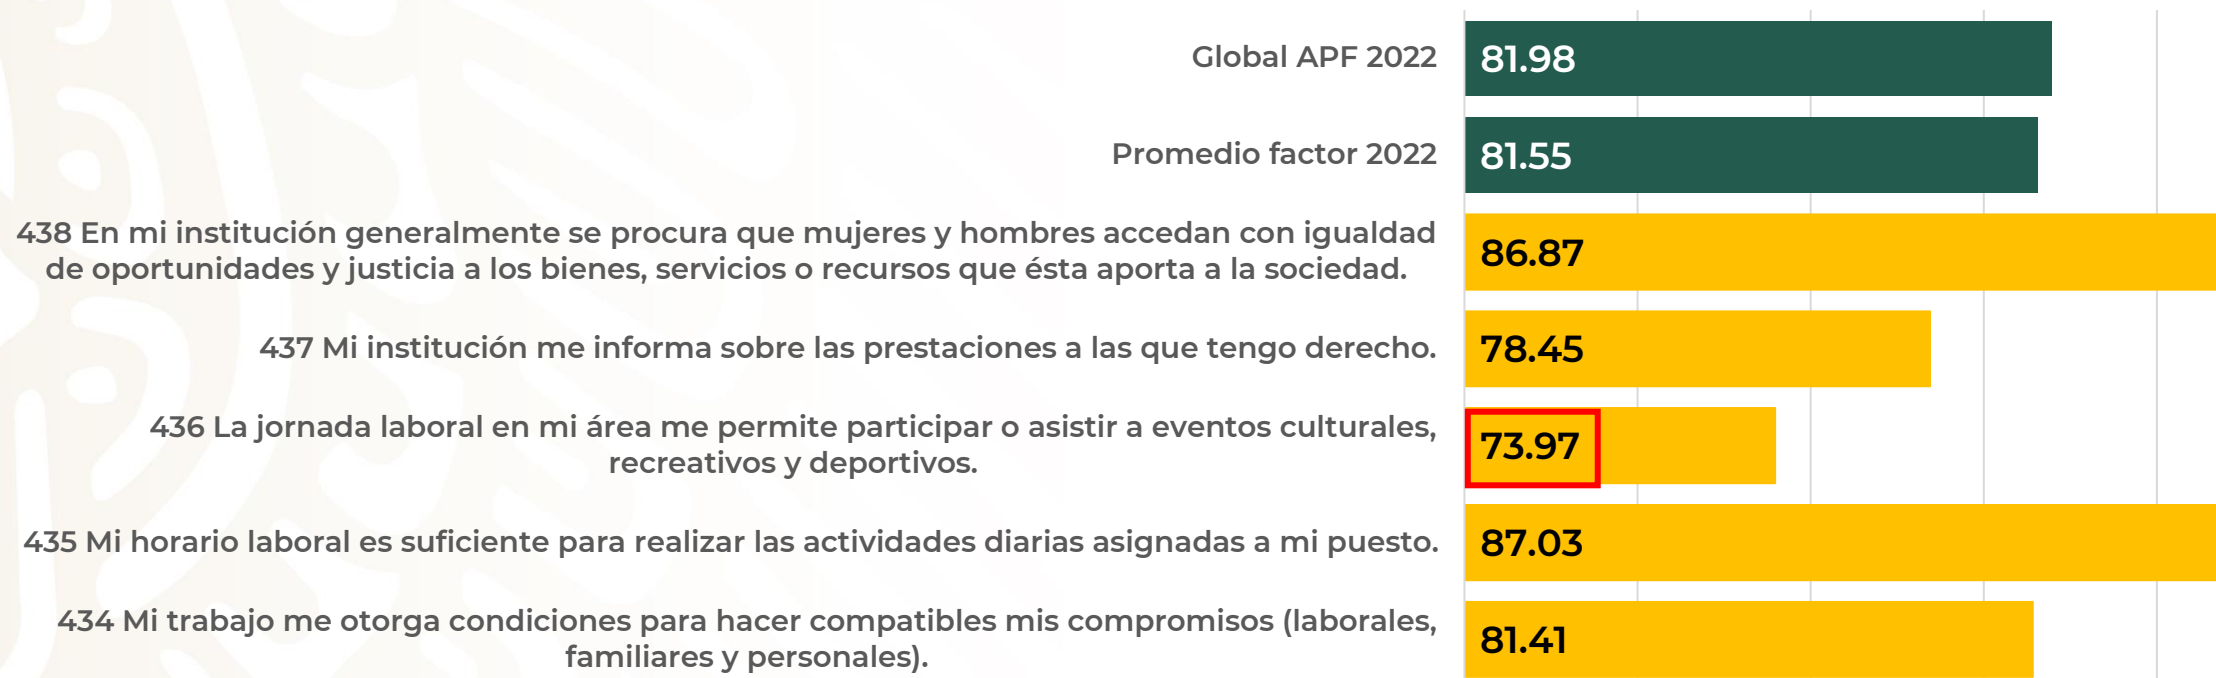 Global APF 2022
81.98
Promedio factor 2022
81.55
438 En mi institución generalmente se procura que mujeres y hombres accedan con igualdad
de oportunidades y justicia a los bienes, servicios o recursos que ésta aporta a la sociedad.
86.87
437 Mi institución me informa sobre las prestaciones a las que tengo derecho.
78.45
436 La jornada laboral en mi área me permite participar o asistir a eventos culturales,
recreativos y deportivos.
73.97
435 Mi horario laboral es suficiente para realizar las actividades diarias asignadas a mi puesto.
87.03
434 Mi trabajo me otorga condiciones para hacer compatibles mis compromisos (laborales,
familiares y personales).
81.41